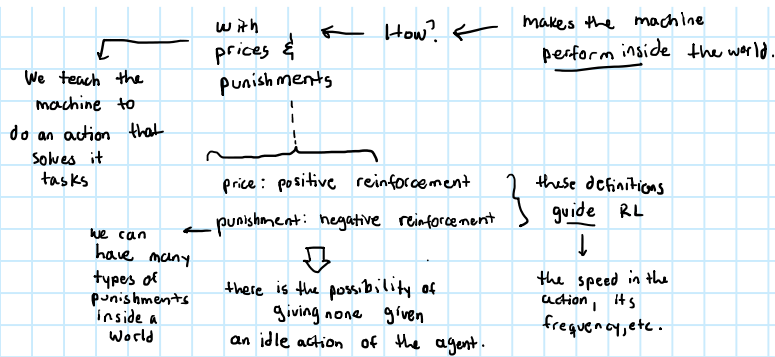 makes the machine
perform inside the world.
How?
with
prices &
punishments
We teach the
machine to
do an action that
solves it
tasks
price: positive reinforcement
punishment: negative reinforcement
these definitions
guide RL
the speed in the
action, its
frequency, etc.
we can
have many
types of
punishments
inside a
world
there is the possibility of
giving none given
an idle action of the agent.